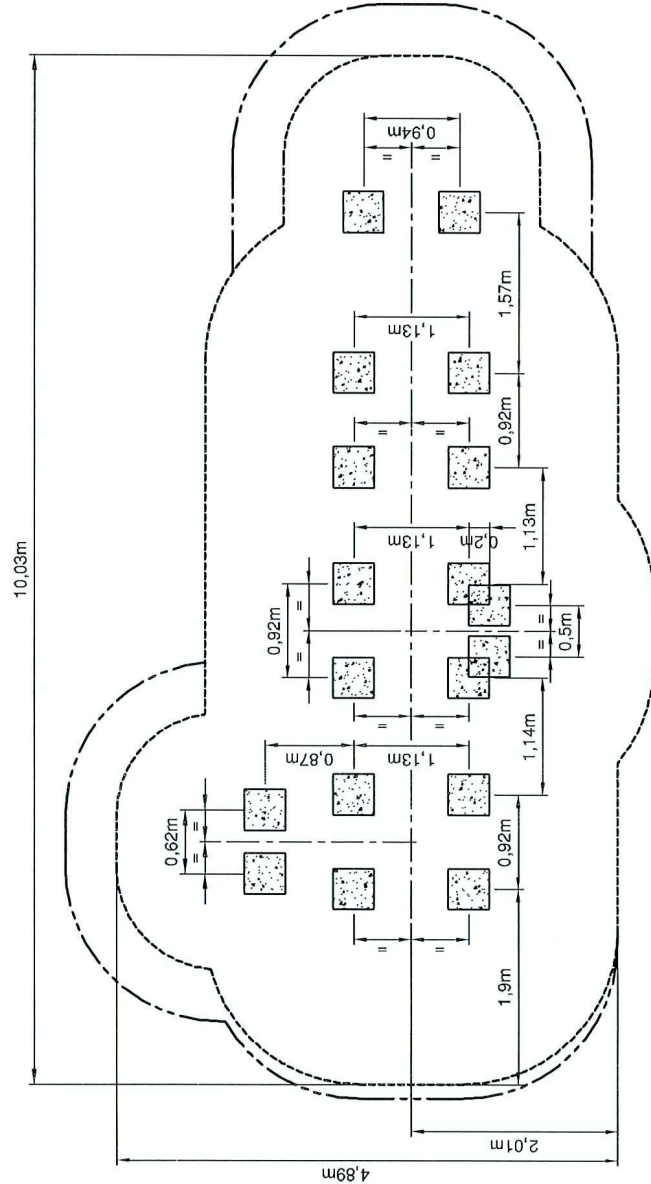 10,03m
0,94m
=
=
1,57m
1,13m
0,92m
=
=
1,13m
1,13m
0,2m
0,92m
=
=
=
=
0,5m
=
=
1,14m
0,87m
1,13m
0,62m
=
=
0,92m
=
=
1,9m
2,01m
4,89m